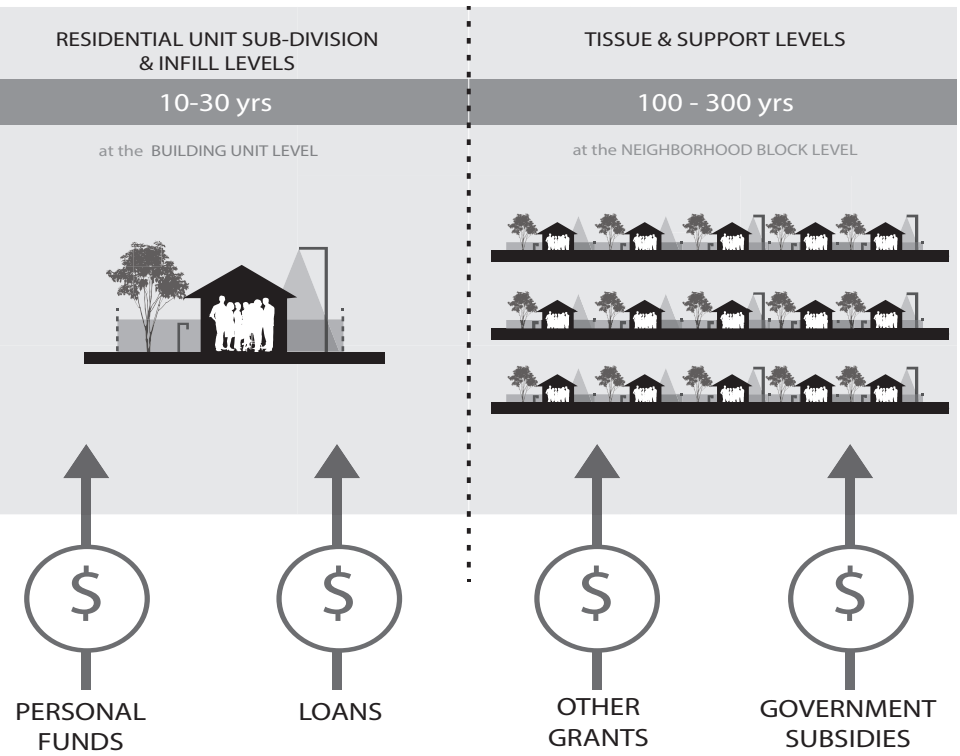 RESIDENTIAL UNIT SUB-DIVISION
& INFILL LEVELS
10-30 yrs
at the BUILDING UNIT LEVEL
TISSUE & SUPPORT LEVELS
100 - 300 yrs
at the NEIGHBORHOOD BLOCK LEVEL
$
$
$
$
PERSONAL
FUNDS
LOANS
OTHER
GRANTS
GOVERNMENT
SUBSIDIES